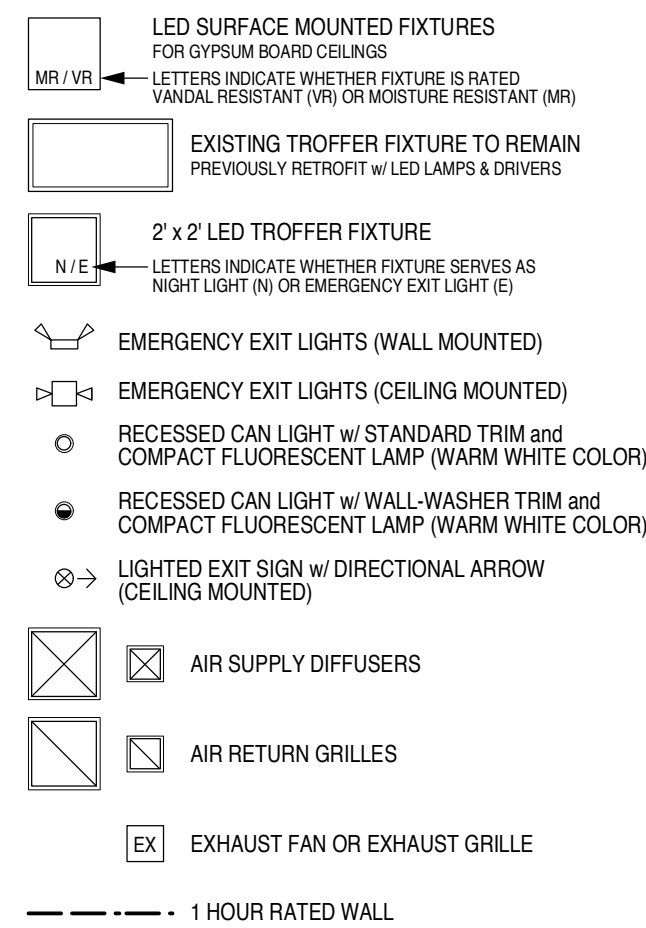 LED SURFACE MOUNTED FIXTURES
FOR GYPSUM BOARD CEILINGS
MR / VR
LETTERS INDICATE WHETHER FIXTURE IS RATED
VANDAL RESISTANT (VR) OR MOISTURE RESISTANT (MR)
EXISTING TROFFER FIXTURE TO REMAIN
PREVIOUSLY RETROFIT w/ LED LAMPS & DRIVERS
2' x 2' LED TROFFER FIXTURE
N / E
LETTERS INDICATE WHETHER FIXTURE SERVES AS
NIGHT LIGHT (N) OR EMERGENCY EXIT LIGHT (E)
EMERGENCY EXIT LIGHTS (WALL MOUNTED)
EMERGENCY EXIT LIGHTS (CEILING MOUNTED)
RECESSED CAN LIGHT w/ STANDARD TRIM and
COMPACT FLUORESCENT LAMP (WARM WHITE COLOR)
RECESSED CAN LIGHT w/ WALL-WASHER TRIM and
COMPACT FLUORESCENT LAMP (WARM WHITE COLOR)
LIGHTED EXIT SIGN w/ DIRECTIONAL ARROW
(CEILING MOUNTED)
AIR SUPPLY DIFFUSERS
AIR RETURN GRILLES
EX
EXHAUST FAN OR EXHAUST GRILLE
1 HOUR RATED WALL